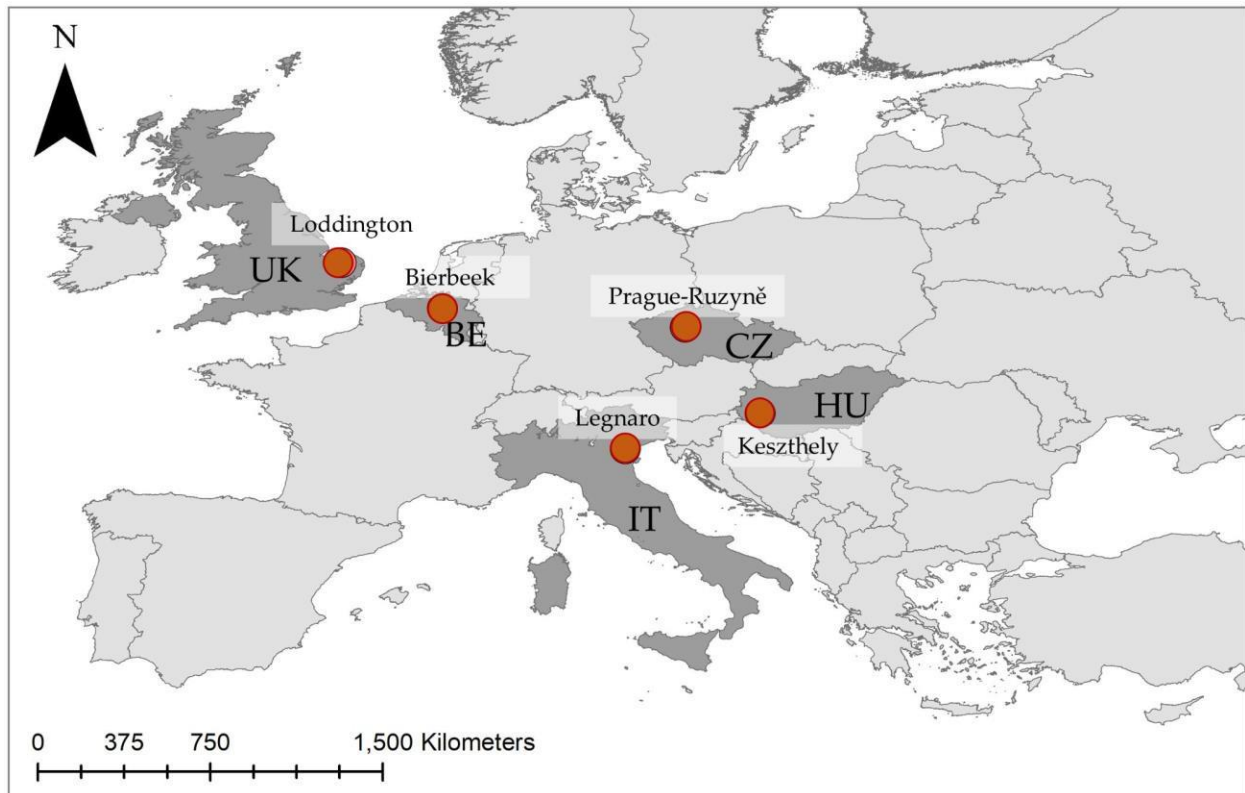 N
Loddington
UK
Bierbeek
BE
Prague-Ruzyně
CZ
HU
Keszthely
Legnaro
IT
0 375 750 1,500 Kilometers